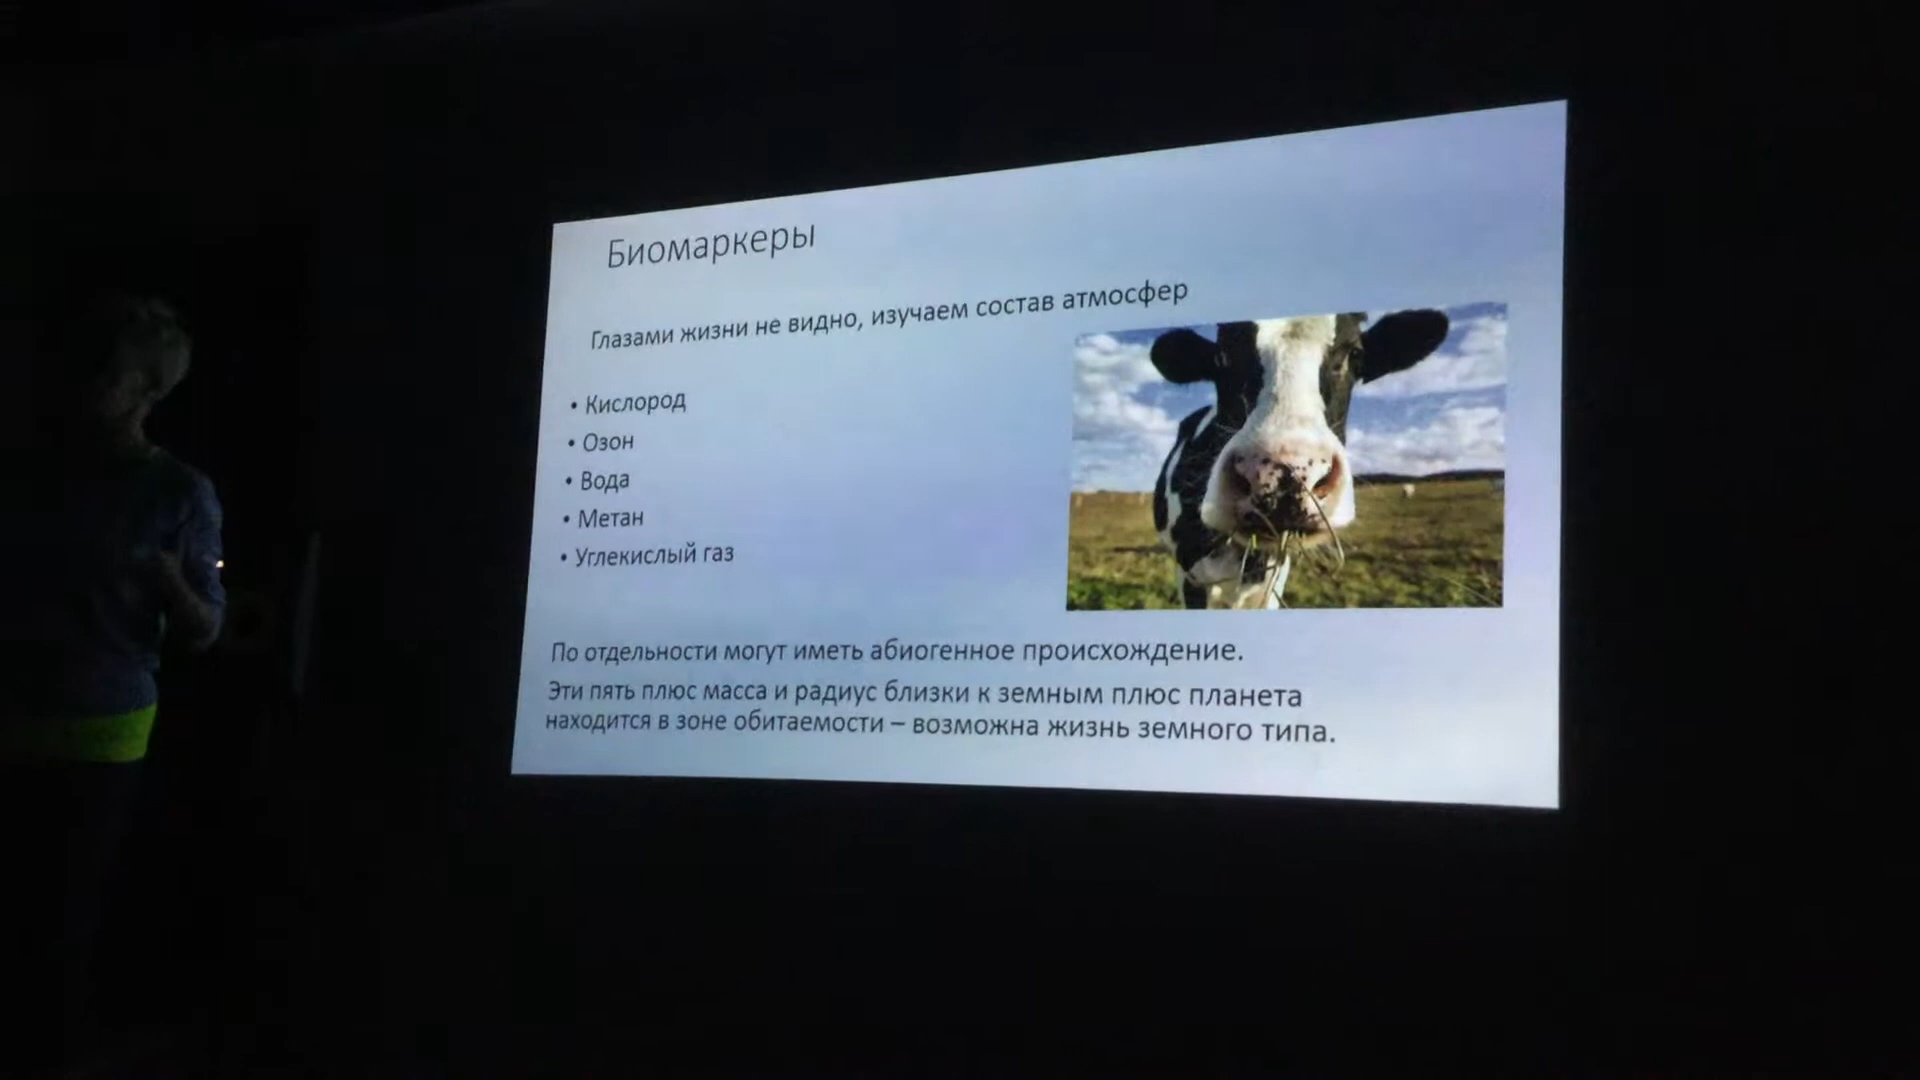 Биомаркеры
Глазами жизни не видно, изучаем состав атмосфер
• Кислород
• Озон
• Вода
• Метан
• Углекислый газ
По отдельности могут иметь абиогенное происхождение.
Эти пять плюс масса и радиус близки к земным плюс планета
находится в зоне обитаемости – возможна жизнь земного типа.